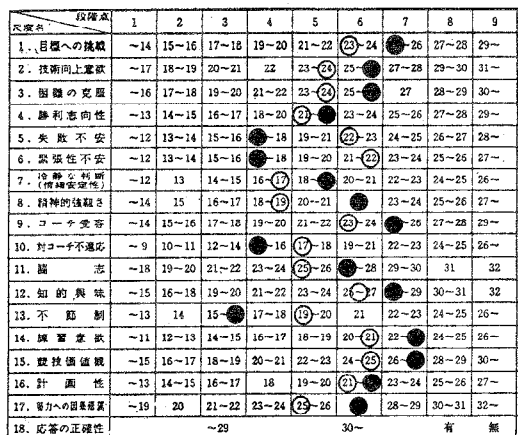 尺度名 段階点 1 2 3 4 5 6 7 8 9
1. 目標への挑戦 ~14 15~16 17~18 19~20 21~22 23~24 ~26 27~28 29~
2. 技術向上意欲 ~17 18~19 20~21 22 23~24 25~ 27~28 29~30 31~
3. 困難の克服 ~16 17~18 19~20 21~22 23~24 25~ 27 28~29 30~
4. 勝利志向性 ~13 14~15 16~17 18~20 21~ 23~24 25~26 27~28 29~
5. 失敗不安 ~12 13~14 15~16 ~18 19~21 22~23 24~25 26~27 28~
6. 緊張性不安 ~12 13~14 15~16 ~18 19~20 21~22 23~24 25~26 27~
7. 冷静な判断 (情緒安定性) ~12 13 14~15 16~17 18~ 20~21 22~23 24~25 26~
8. 精神的強靱さ ~14 15 16~17 18~19 20~21 23~24 25~26 27~
9. コーチ受容 ~14 15~16 17~18 19~20 21~22 23~24 ~26 27~28 29~
10. 対コーチ不適応 ~9 10~11 12~14 ~16 17~18 19~21 22~23 24~25 26~
11. 闘志 ~18 19~20 21~22 23~24 25~26 ~28 29~30 31 32
12. 知的興味 ~15 16~18 19~20 21~22 23~24 ~27 ~29 30~31 32
13. 不節制 ~13 14 15~ 17~18 19~20 21 22~23 24~25 26~
14. 練習意欲 ~11 12~13 14~15 16~17 18~19 20~21 22~ 24~25 26~
15. 競技価値観 ~15 16~17 18~19 20~21 22~23 24~25 26~ 28~29 30~
16. 計画性 ~13 14~15 16~17 18 19~20 21~ 23~24 25~26 27~
17. 努力への因果帰属 ~19 20 21~22 23~24 25~26 28~29 30~31 32~
18. 応答の正確性 ~29 30~ 有 無